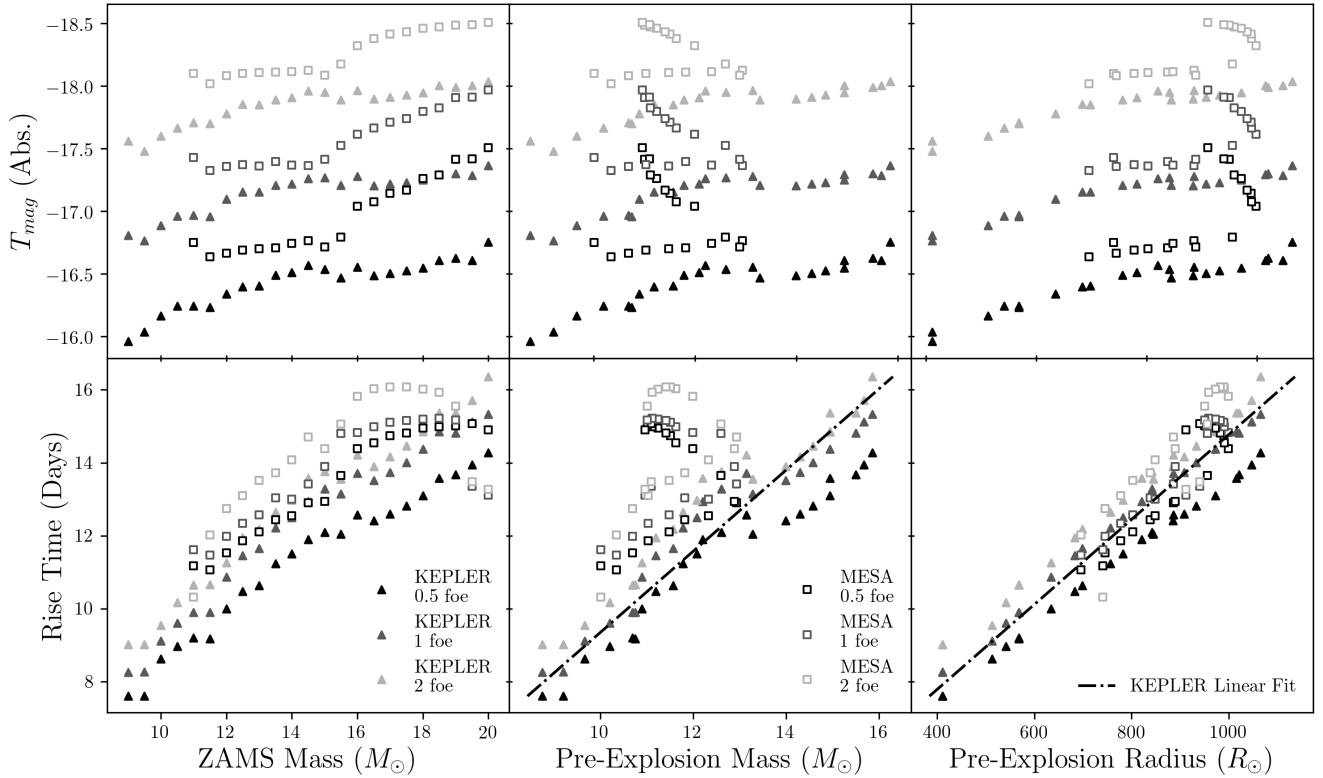 −18.5
−18.0
−17.5
−17.0
−16.5
−16.0
T_mag (Abs.)
16
14
12
10
8
Rise Time (Days)
KEPLER
0.5 foe
KEPLER
1 foe
KEPLER
2 foe
MESA
0.5 foe
MESA
1 foe
MESA
2 foe
KEPLER Linear Fit
10 12 14 16 18 20
10 12 14 16
400 600 800 1000
ZAMS Mass (M⊙)
Pre-Explosion Mass (M⊙)
Pre-Explosion Radius (R⊙)